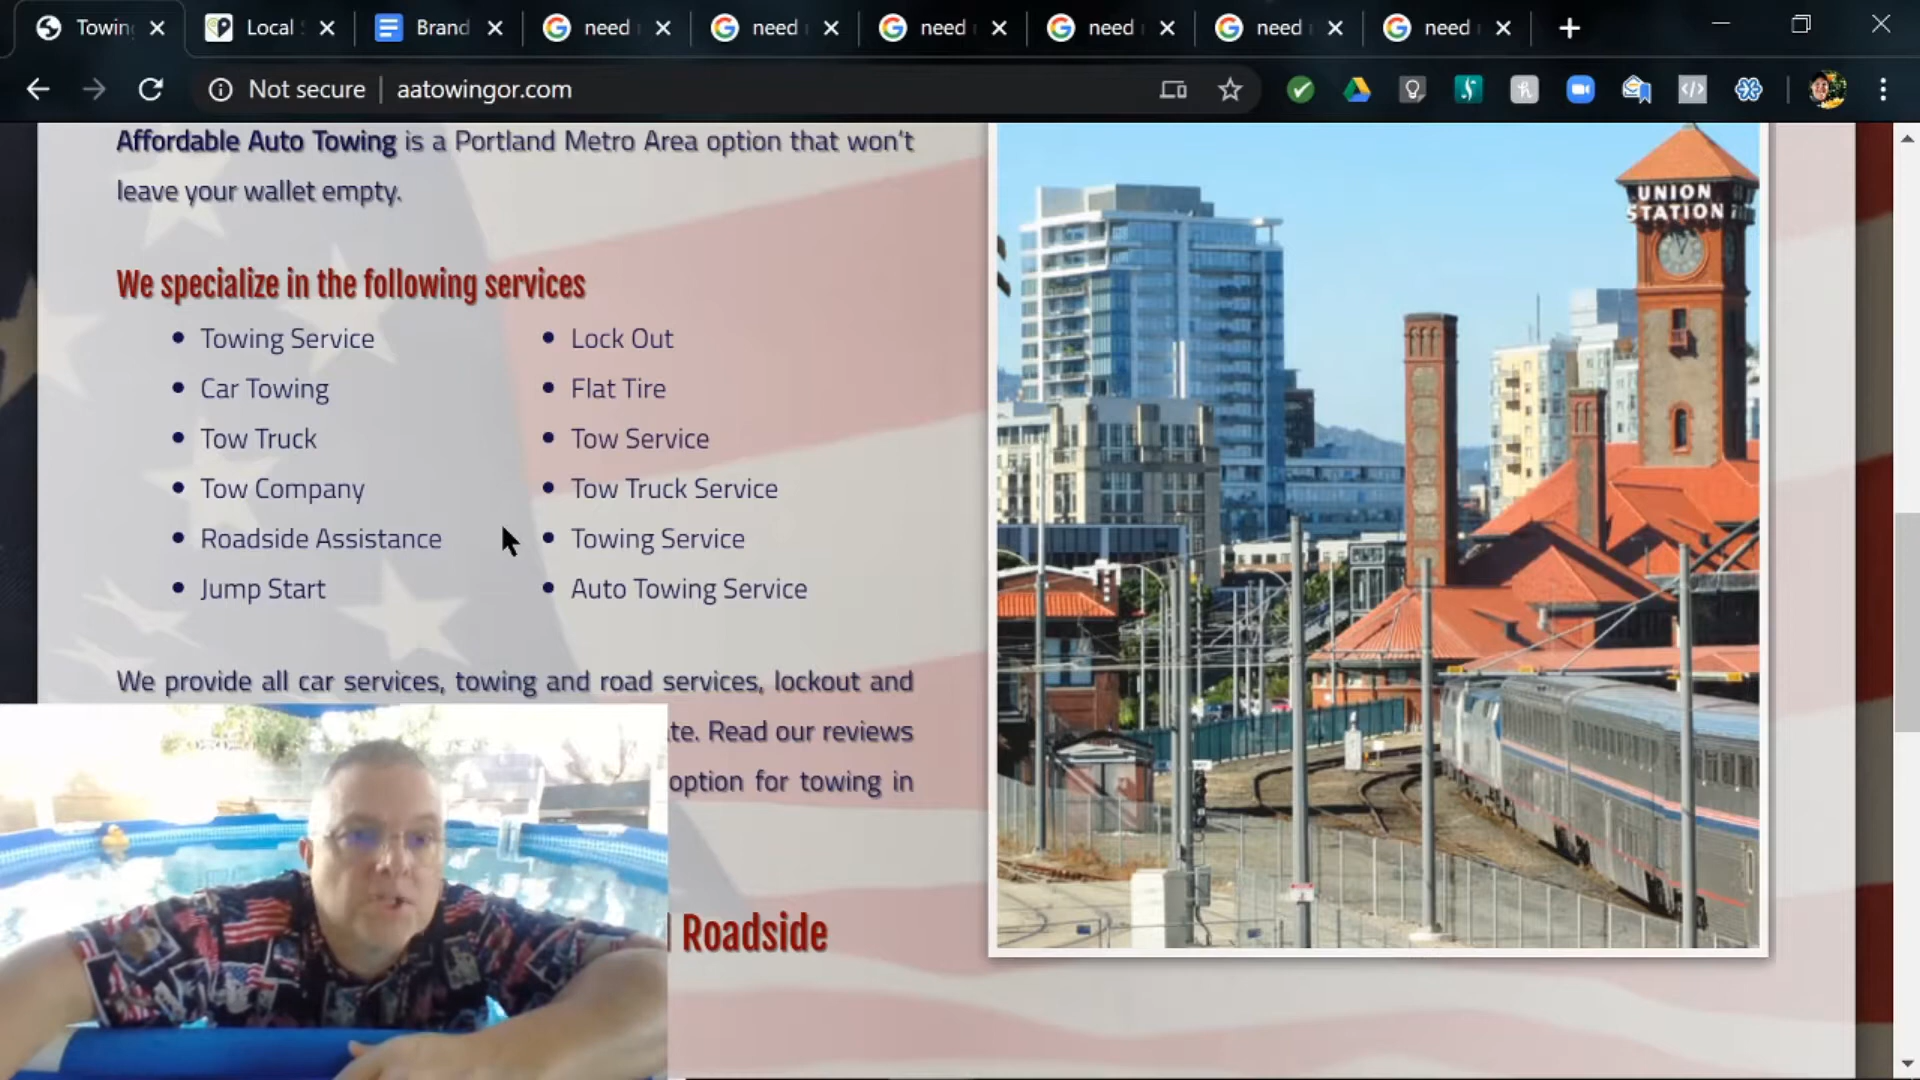 Towin
Local
Brand
need
need
need
need
need
need
Not secure
aatowingor.com
Affordable Auto Towing is a Portland Metro Area option that won't
leave your wallet empty.
We specialize in the following services
Towing Service
Car Towing
Tow Truck
Tow Company
Roadside Assistance
Jump Start
Lock Out
Flat Tire
Tow Service
Tow Truck Service
Towing Service
Auto Towing Service
We provide all car services, towing and road services, lockout and
te. Read our reviews
option for towing in
Roadside
UNION
STATION